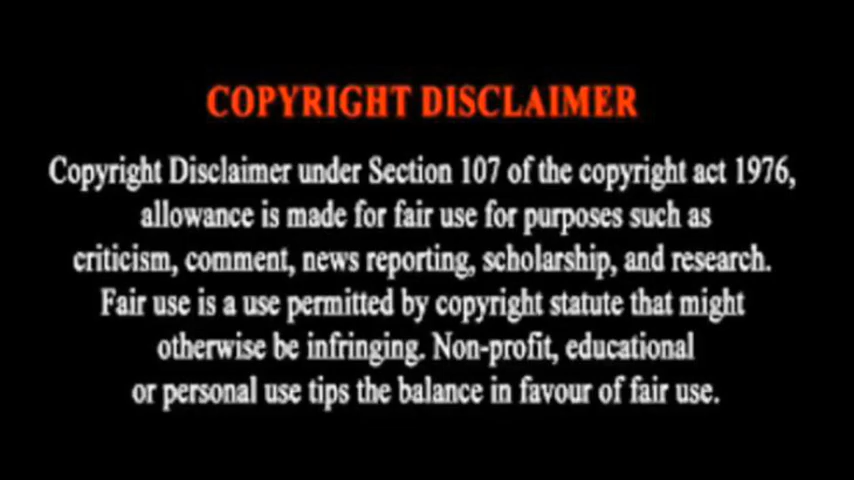 COPYRIGHT DISCLAIMER
Copyright Disclaimer under Section 107 of the copyright act 1976,
allowance is made for fair use for purposes such as
criticism, comment, news reporting, scholarship, and research.
Fair use is a use permitted by copyright statute that might
otherwise be infringing. Non-profit, educational
or personal use tips the balance in favour of fair use.